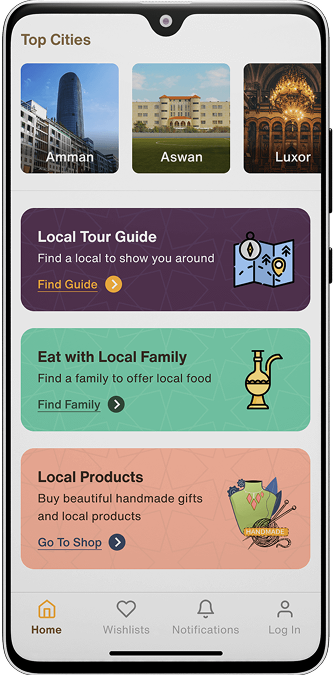 Top Cities
Amman
Aswan
Luxor
Local Tour Guide
Find a local to show you around
Find Guide
Eat with Local Family
Find a family to offer local food
Find Family
Local Products
Buy beautiful handmade gifts
and local products
HANDMADE
Go To Shop
Home
Wishlists
Notifications
Log In